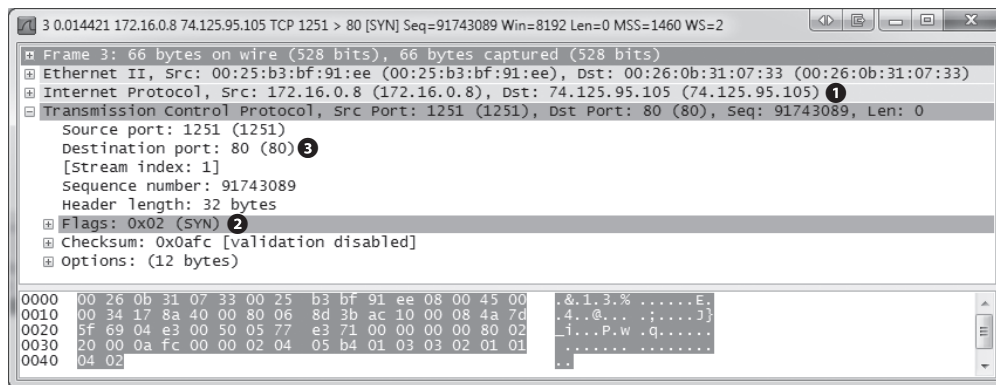 3 0.014421 172.16.0.8 74.125.95.105 TCP 1251 > 80 [SYN] Seq=91743089 Win=8192 Len=0 MSS=1460 WS=2
Frame 3: 66 bytes on wire (528 bits), 66 bytes captured (528 bits)
Ethernet II, Src: 00:25:b3:bf:91:ee (00:25:b3:bf:91:ee), Dst: 00:26:0b:31:07:33 (00:26:0b:31:07:33)
Internet Protocol, Src: 172.16.0.8 (172.16.0.8), Dst: 74.125.95.105 (74.125.95.105) ❶
Transmission Control Protocol, Src Port: 1251 (1251), Dst Port: 80 (80), Seq: 91743089, Len: 0
Source port: 1251 (1251)
Destination port: 80 (80) ❸
[Stream index: 1]
Sequence number: 91743089
Header length: 32 bytes
Flags: 0x02 (SYN) ❷
Checksum: 0x0afc [validation disabled]
Options: (12 bytes)
0000 00 26 0b 31 07 33 00 25 b3 bf 91 ee 08 00 45 00 .&.1.3.% ......E.
0010 00 34 17 8a 40 00 80 06 8d 3b ac 10 00 08 4a 7d .4..@... .;....J}
0020 5f 69 04 e3 00 50 05 77 e3 71 00 00 00 00 80 02 _i...P.w .q......
0030 20 00 0a fc 00 00 02 04 05 b4 01 03 03 02 01 01 ....... ........
0040 04 02 ..